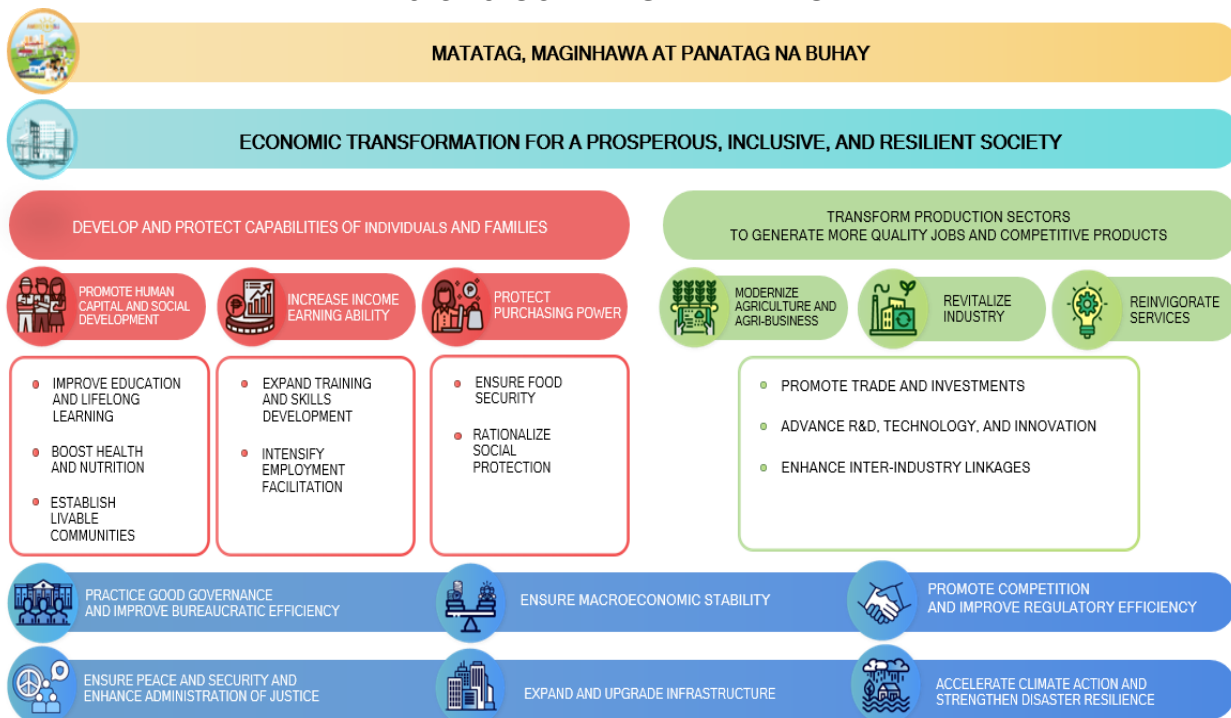 MATATAG, MAGINHAWA AT PANATAG NA BUHAY
ECONOMIC TRANSFORMATION FOR A PROSPEROUS, INCLUSIVE, AND RESILIENT SOCIETY
DEVELOP AND PROTECT CAPABILITIES OF INDIVIDUALS AND FAMILIES
PROMOTE HUMAN
CAPITAL AND SOCIAL
DEVELOPMENT
INCREASE INCOME
EARNING ABILITY
PROTECT
PURCHASING POWER
IMPROVE EDUCATION
AND LIFELONG
LEARNING
BOOST HEALTH
AND NUTRITION
ESTABLISH
LIVABLE
COMMUNITIES
EXPAND TRAINING
AND SKILLS
DEVELOPMENT
INTENSIFY
EMPLOYMENT
FACILITATION
ENSURE FOOD
SECURITY
RATIONALIZE
SOCIAL
PROTECTION
TRANSFORM PRODUCTION SECTORS
TO GENERATE MORE QUALITY JOBS AND COMPETITIVE PRODUCTS
MODERNIZE
AGRICULTURE AND
AGRI-BUSINESS
REVITALIZE
INDUSTRY
REINVIGORATE
SERVICES
PROMOTE TRADE AND INVESTMENTS
ADVANCE R&D, TECHNOLOGY, AND INNOVATION
ENHANCE INTER-INDUSTRY LINKAGES
PRACTICE GOOD GOVERNANCE
AND IMPROVE BUREAUCRATIC EFFICIENCY
ENSURE MACROECONOMIC STABILITY
PROMOTE COMPETITION
AND IMPROVE REGULATORY EFFICIENCY
ENSURE PEACE AND SECURITY AND
ENHANCE ADMINISTRATION OF JUSTICE
EXPAND AND UPGRADE INFRASTRUCTURE
ACCELERATE CLIMATE ACTION AND
STRENGTHEN DISASTER RESILIENCE